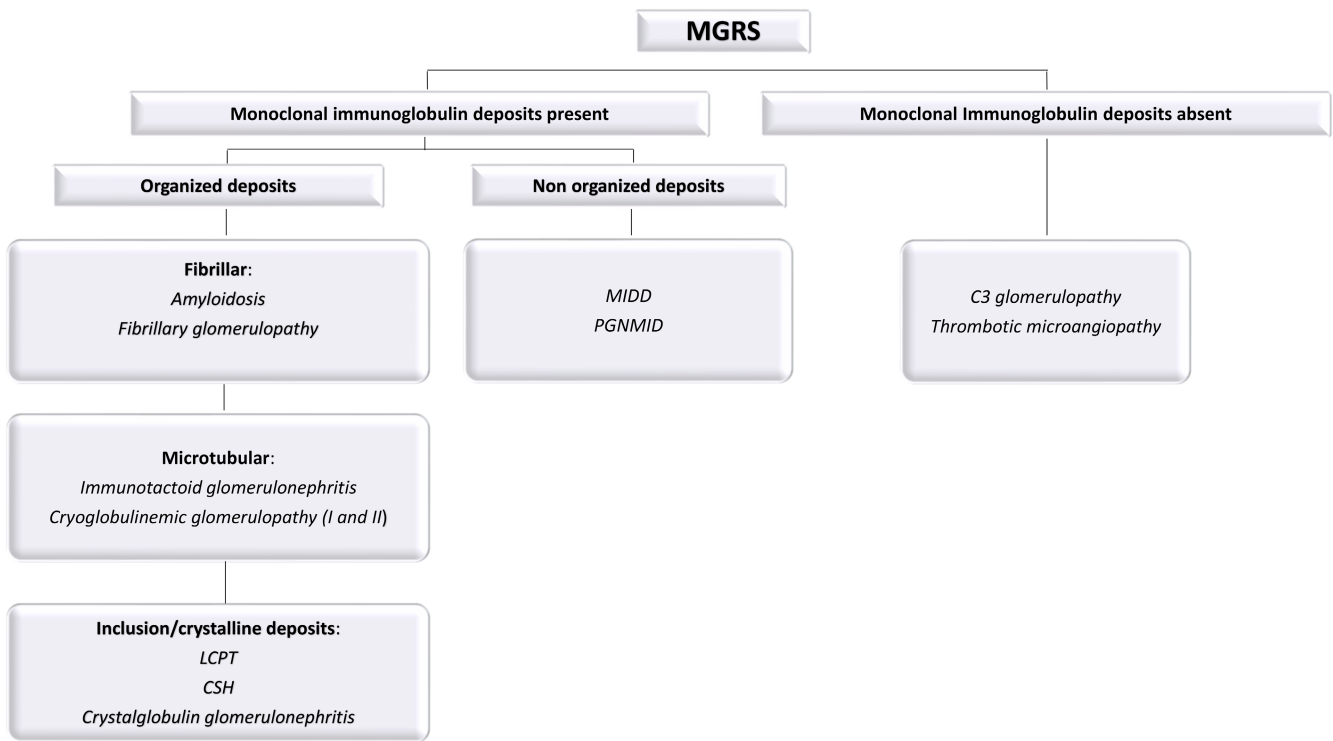 MGRS
Monoclonal immunoglobulin deposits present
Monoclonal Immunoglobulin deposits absent
Organized deposits
Non organized deposits
Fibrillar:
Amyloidosis
Fibrillary glomerulopathy
MIDD
PGNMID
C3 glomerulopathy
Thrombotic microangiopathy
Microtubular:
Immunotactoid glomerulonephritis
Cryoglobulinemic glomerulopathy (I and II)
Inclusion/crystalline deposits:
LCPT
CSH
Crystalglobulin glomerulonephritis